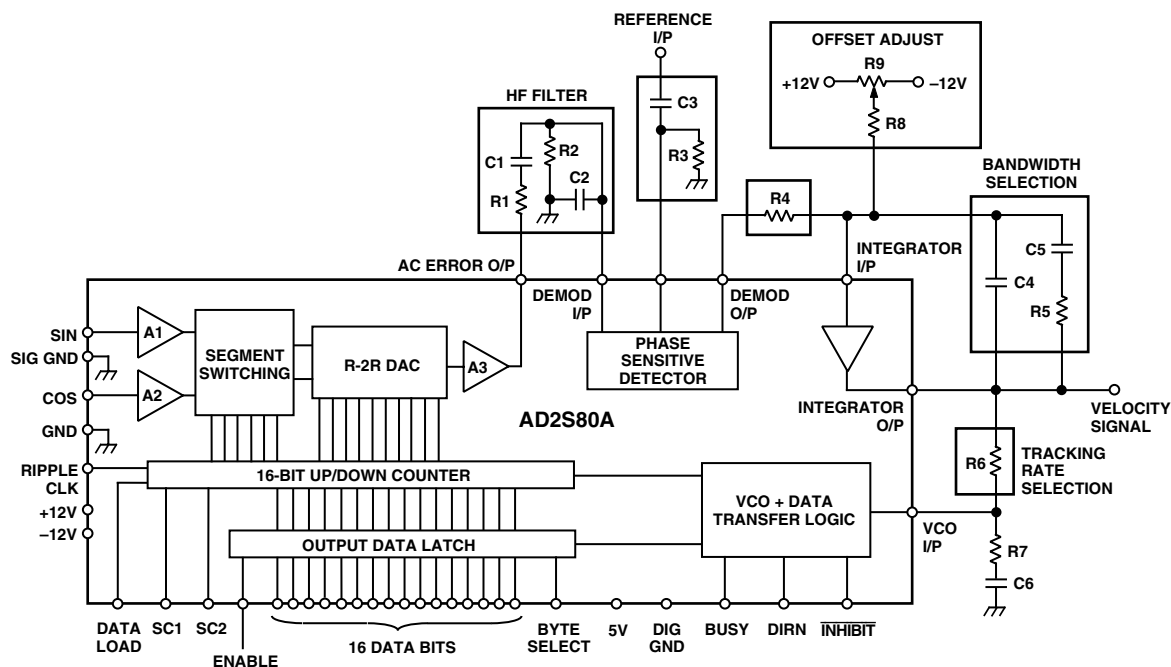 REFERENCE
I/P
OFFSET ADJUST
R9
+12V
–12V
R8
HF FILTER
C3
R3
C1
R2
C2
R1
R4
BANDWIDTH
SELECTION
C5
C4
R5
AC ERROR O/P
INTEGRATOR
I/P
DEMOD
I/P
DEMOD
O/P
SIN
A1
SIG GND
SEGMENT
SWITCHING
R-2R DAC
A3
PHASE
SENSITIVE
DETECTOR
COS
A2
AD2S80A
INTEGRATOR
O/P
VELOCITY
SIGNAL
GND
RIPPLE
CLK
16-BIT UP/DOWN COUNTER
R6
TRACKING
RATE
SELECTION
+12V
–12V
VCO + DATA
TRANSFER LOGIC
VCO
I/P
OUTPUT DATA LATCH
R7
C6
DATA
LOAD
SC1
SC2
ENABLE
16 DATA BITS
BYTE
SELECT
5V
DIG
GND
BUSY
DIRN
INHIBIT